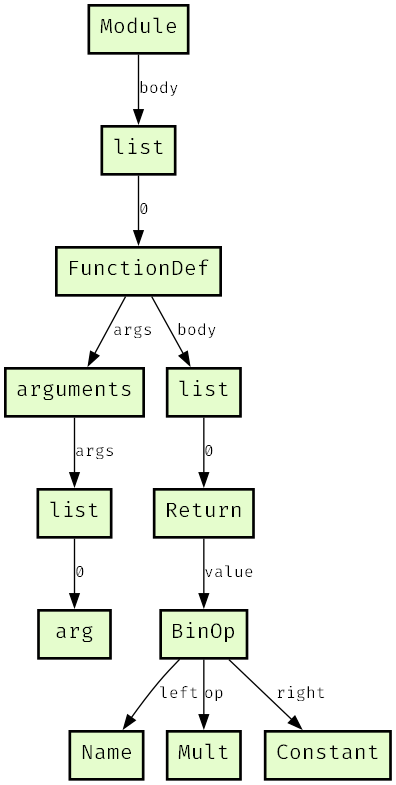 Module
body
list
0
FunctionDef
args body
arguments list
args 0
list Return
0 value
arg BinOp
left op right
Name Mult Constant